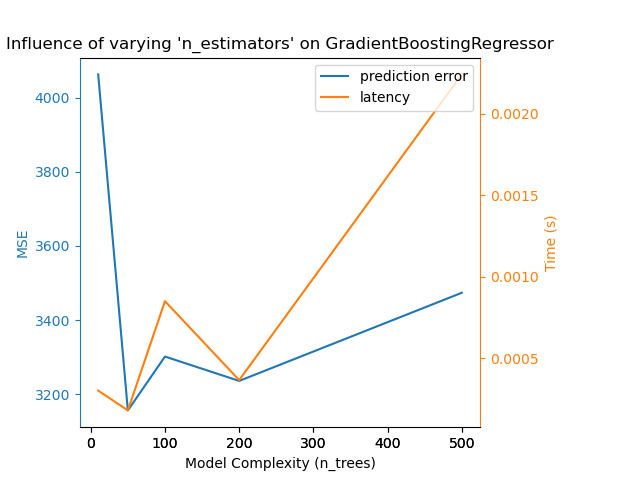 Influence of varying 'n_estimators' on GradientBoostingRegressor
prediction error
latency
4000
3800
3600
3400
3200
MSE
0.0020
0.0015
0.0010
0.0005
Time (s)
0 100 200 300 400 500
Model Complexity (n_trees)